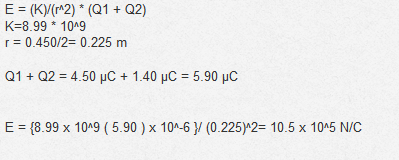 E = (K)/(r^2) * (Q1 + Q2)
K=8.99 * 10^9
r = 0.450/2= 0.225 m
Q1 + Q2 = 4.50 µC + 1.40 µC = 5.90 µC
E = {8.99 x 10^9 ( 5.90 ) x 10^-6 }/ (0.225)^2= 10.5 x 10^5 N/C